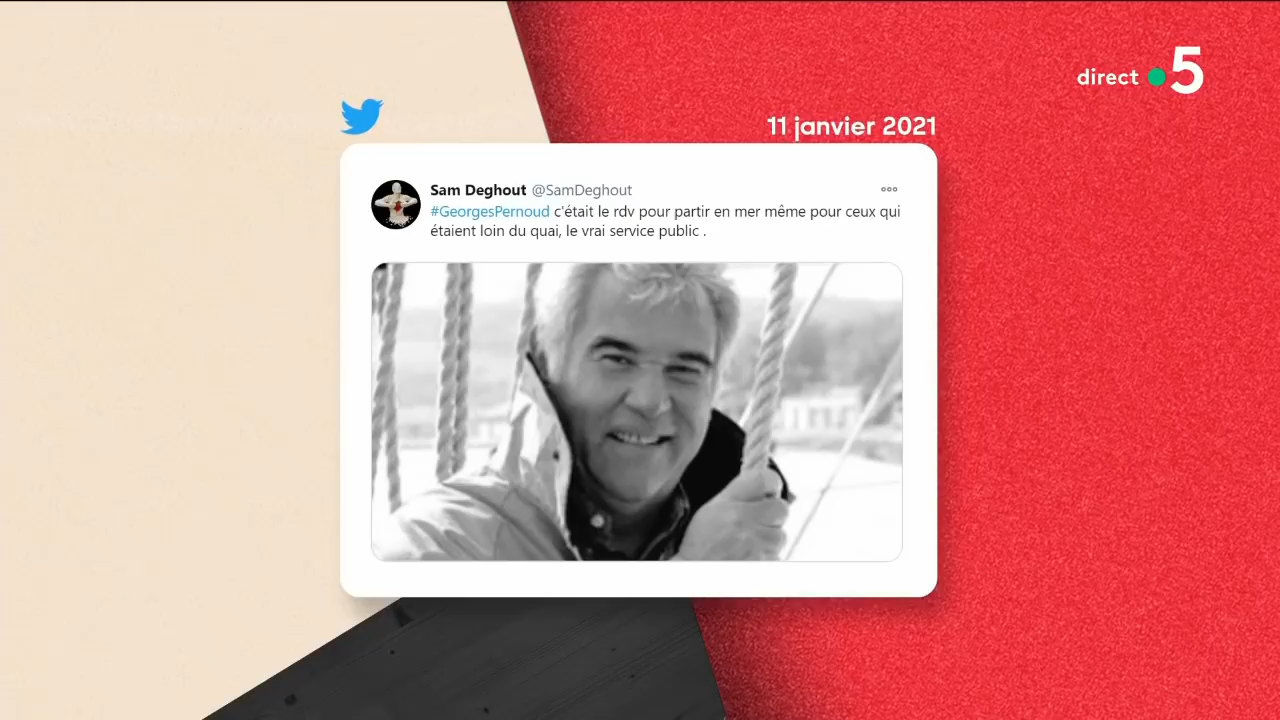 direct 5
11 janvier 2021
Sam Deghout @SamDeghout
#GeorgesPernoud c'était le rdv pour partir en mer même pour ceux qui
étaient loin du quai, le vrai service public .